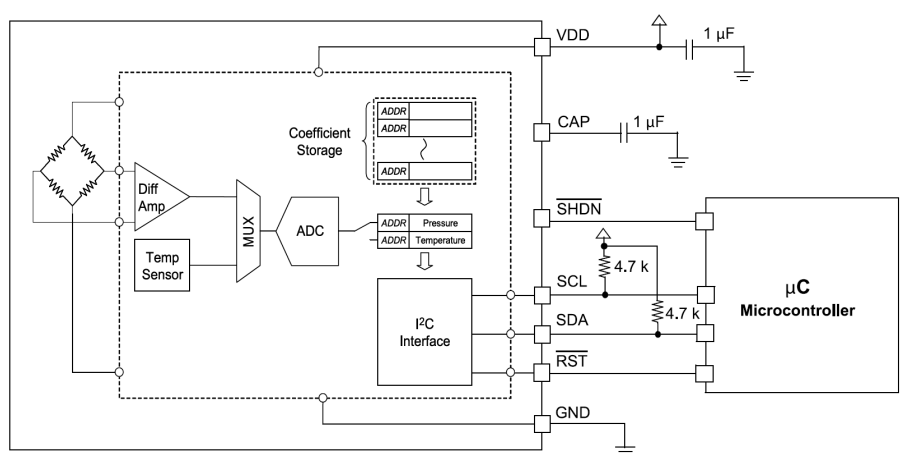 VDD
1 µF
CAP
1 µF
SHDN
SCL
SDA
RST
GND
4.7 k
4.7 k
µC
Microcontroller
Coefficient
Storage
ADDR
ADDR
ADDR
Diff
Amp
Temp
Sensor
MUX
ADC
ADDR Pressure
ADDR Temperature
I²C
Interface